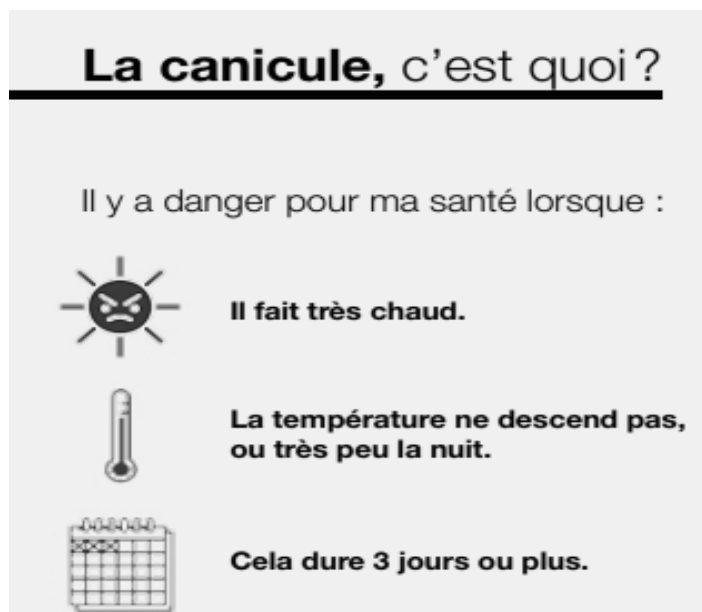 La canicule, c'est quoi ?
Il y a danger pour ma santé lorsque :
Il fait très chaud.
La température ne descend pas,
ou très peu la nuit.
Cela dure 3 jours ou plus.